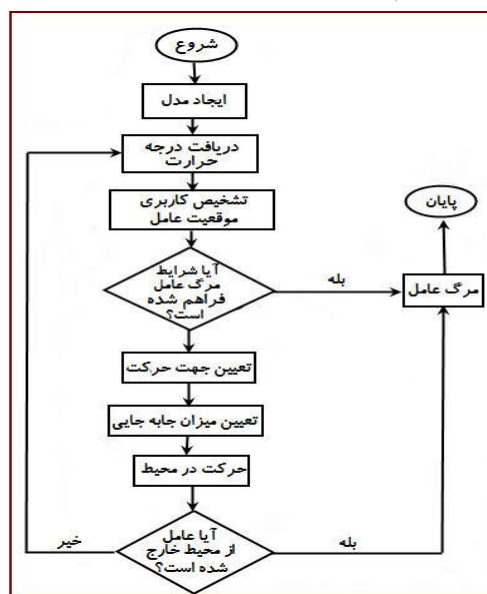 شروع
ایجاد مدل
دریافت درجه
حرارت
تشخیص کاربری
موقعیت عامل
پایان
آیا شرایط
مرگ عامل
فراهم شده
است؟
بله
مرگ عامل
تعیین جهت حرکت
تعیین میزان جابه جایی
حرکت در محیط
آیا عامل
از محیط خارج
شده است؟
خیر
بله